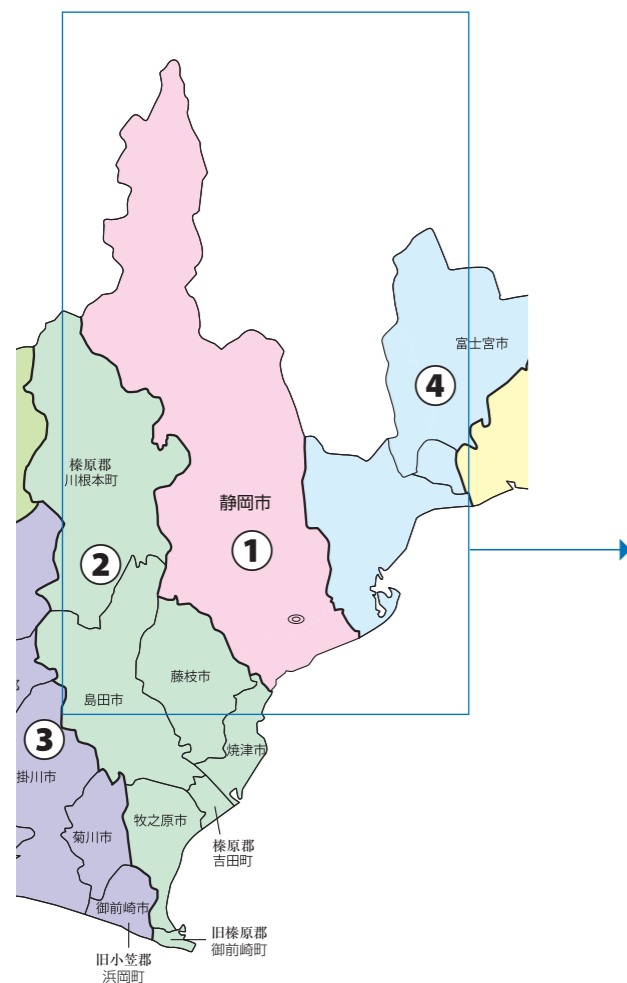 富士宮市
④
榛原郡
川根本町
静岡市
①
②
藤枝市
島田市
③
焼津市
掛川市
牧之原市
菊川市
榛原郡
吉田町
御前崎市
旧榛原郡
御前崎町
旧小笠郡
浜岡町